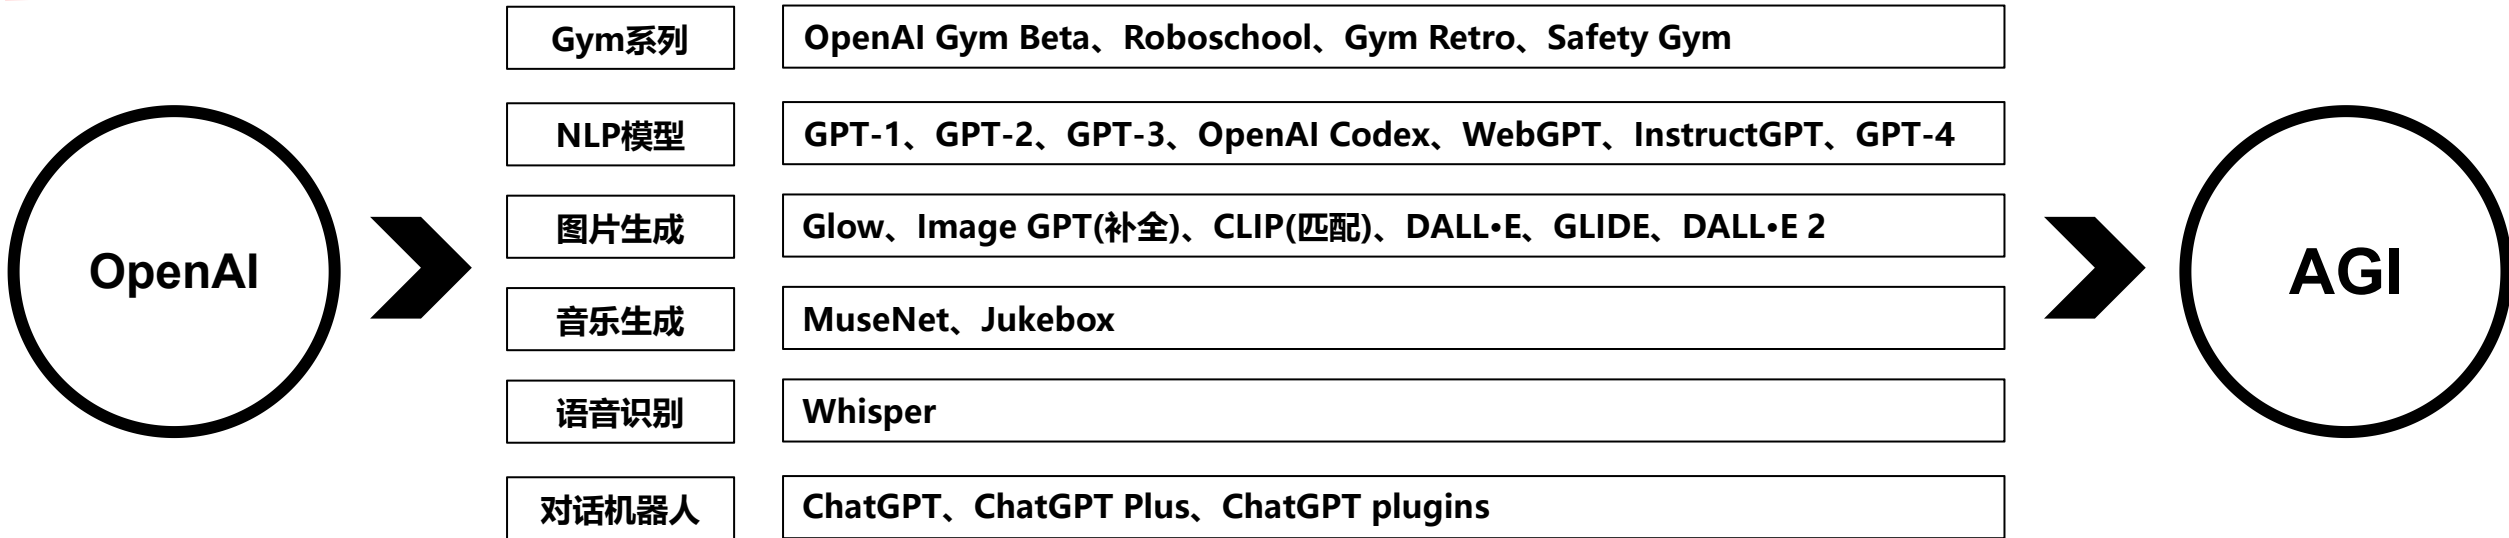 OpenAI
Gym系列
OpenAI Gym Beta、Roboschool、Gym Retro、Safety Gym
NLP模型
GPT-1、GPT-2、GPT-3、OpenAI Codex、WebGPT、InstructGPT、GPT-4
图片生成
Glow、Image GPT(补全)、CLIP(匹配)、DALL•E、GLIDE、DALL•E 2
音乐生成
MuseNet、Jukebox
语音识别
Whisper
对话机器人
ChatGPT、ChatGPT Plus、ChatGPT plugins
AGI